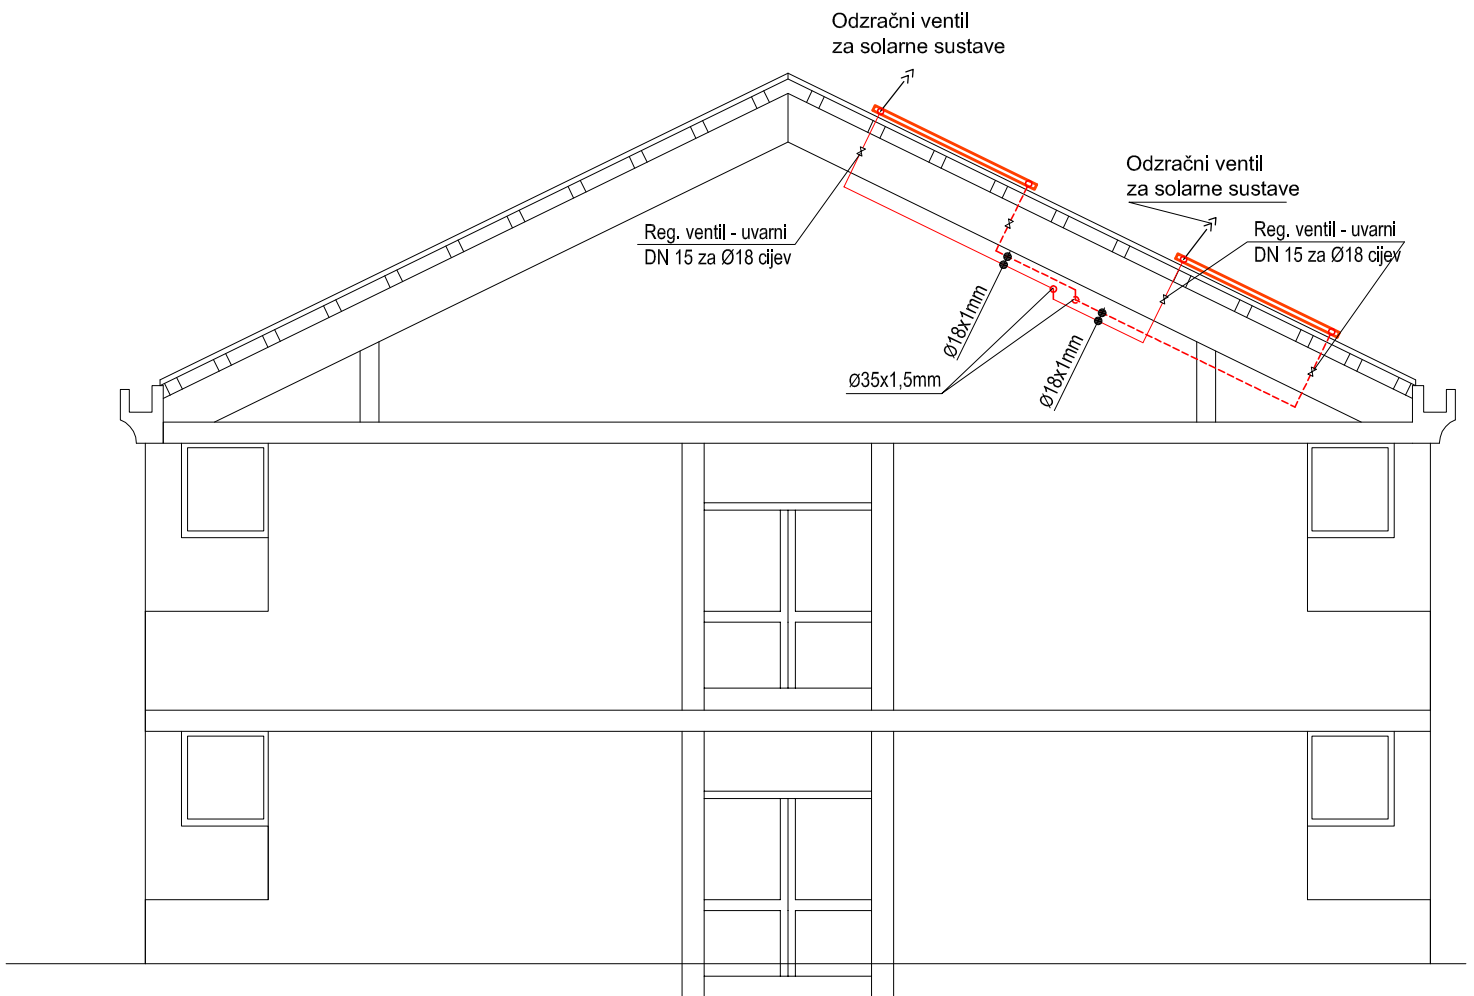 Odzračni ventil
za solarne sustave
Odzračni ventil
za solarne sustave
Reg. ventil - uvarni
DN 15 za Ø18 cijev
Reg. ventil - uvarni
DN 15 za Ø18 cijev
Ø18x1mm
Ø18x1mm
Ø35x1,5mm